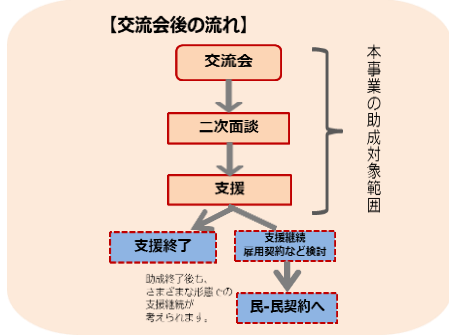 【交流会後の流れ】
交流会
二次面談
支援
本事業の助成対象範囲
支援終了
支援継続
雇用契約など検討
助成終了後も、
さまざまな形態での
支援継続が
考えられます。
民-民契約へ